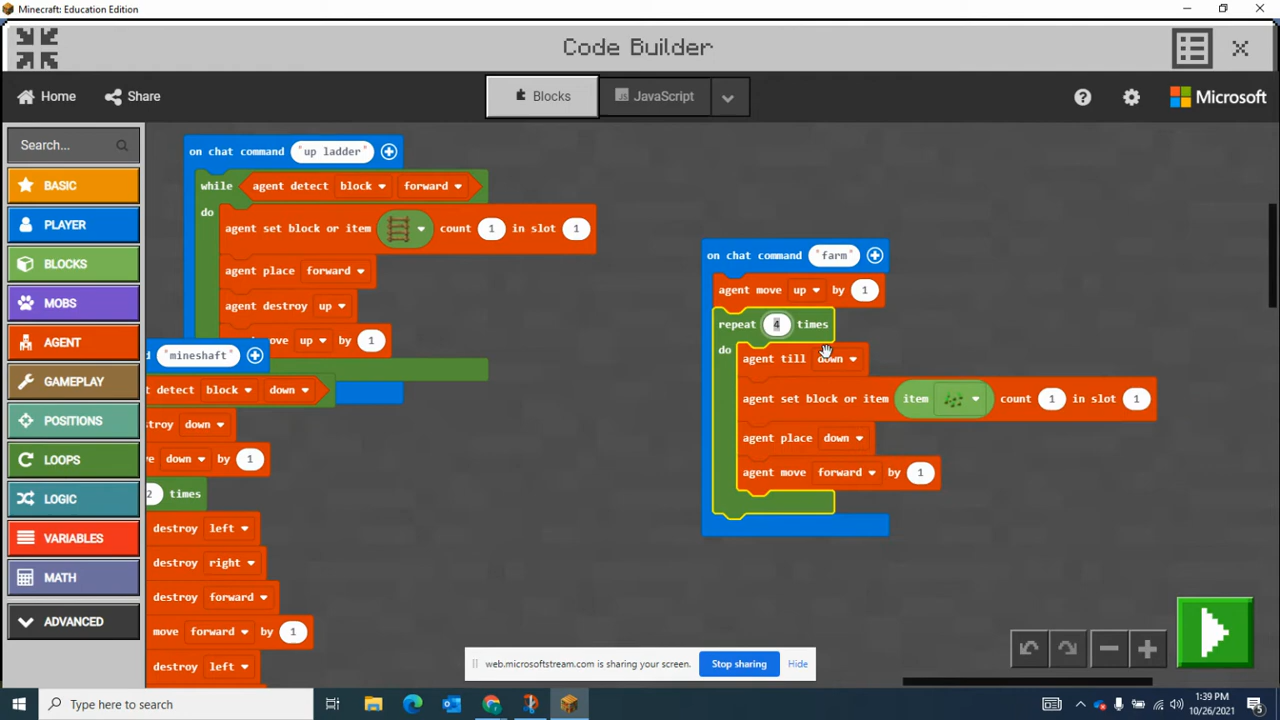 Minecraft: Education Edition
Code Builder
Home
Share
Blocks
JS
JavaScript
Microsoft
Search...
BASIC
PLAYER
BLOCKS
MOBS
AGENT
GAMEPLAY
POSITIONS
LOOPS
LOGIC
VARIABLES
MATH
ADVANCED
on chat command "up ladder"
while agent detect block forward
do
agent set block or item count 1 in slot 1
agent place forward
agent destroy up
ove up by 1
d "mineshaft"
t detect block down
troy down
ve down by 1
2 times
destroy left
destroy right
destroy forward
move forward by 1
destroy left
on chat command "farm"
agent move up by 1
repeat 4 times
do
agent till down
agent set block or item item count 1 in slot 1
agent place down
agent move forward by 1
web.microsoftstream.com is sharing your screen.
Stop sharing
Hide
Type here to search
1:39 PM
10/26/2021
5